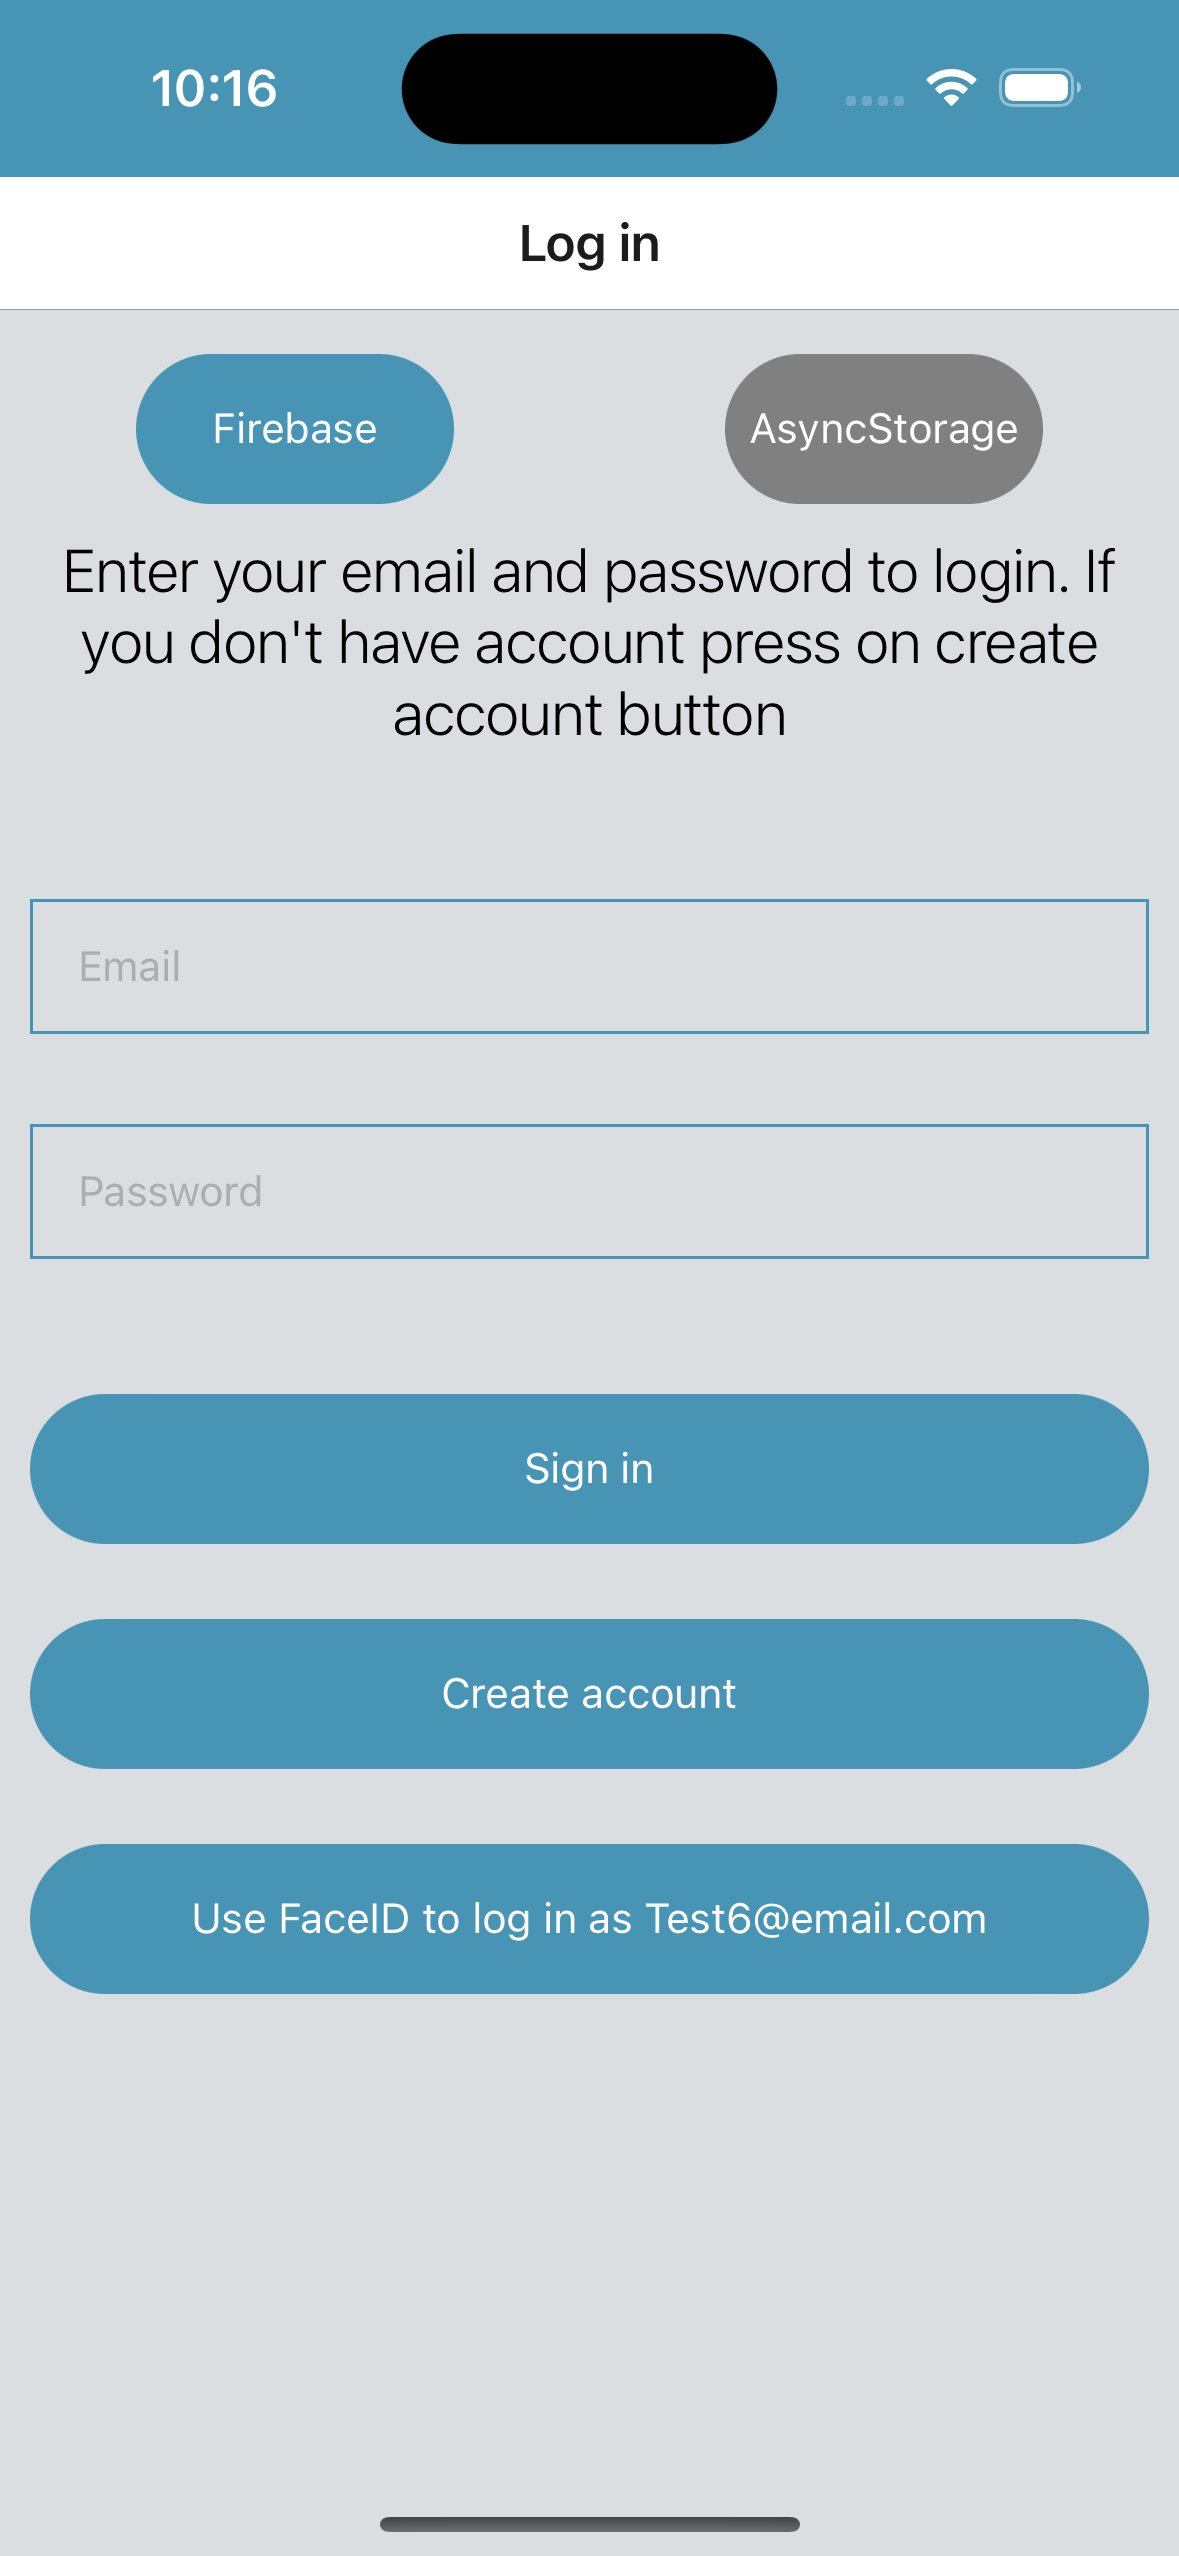 10:16
Log in
Firebase
AsyncStorage
Enter your email and password to login. If
you don't have account press on create
account button
Email
Password
Sign in
Create account
Use FaceID to log in as Test6@email.com